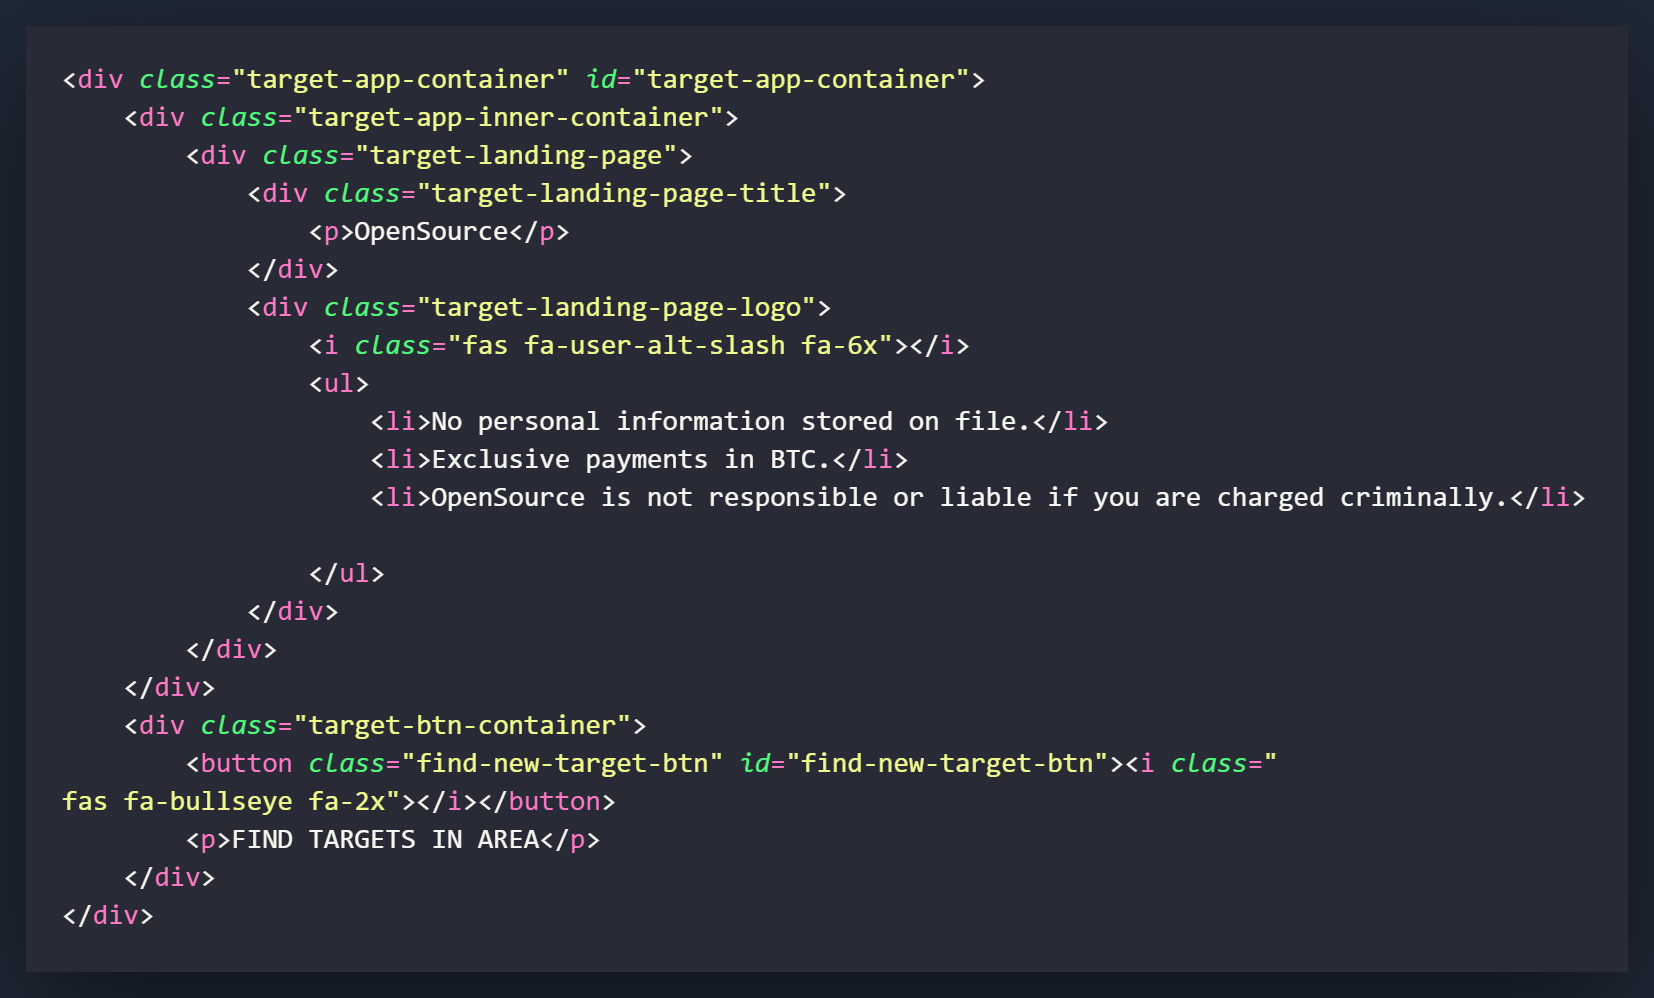 <div class="target-app-container" id="target-app-container">
    <div class="target-app-inner-container">
        <div class="target-landing-page">
            <div class="target-landing-page-title">
                <p>OpenSource</p>
            </div>
            <div class="target-landing-page-logo">
                <i class="fas fa-user-alt-slash fa-6x"></i>
                <ul>
                    <li>No personal information stored on file.</li>
                    <li>Exclusive payments in BTC.</li>
                    <li>OpenSource is not responsible or liable if you are charged criminally.</li>

                </ul>
            </div>
        </div>
    </div>
    <div class="target-btn-container">
        <button class="find-new-target-btn" id="find-new-target-btn"><i class="
fas fa-bullseye fa-2x"></i></button>
        <p>FIND TARGETS IN AREA</p>
    </div>
</div>